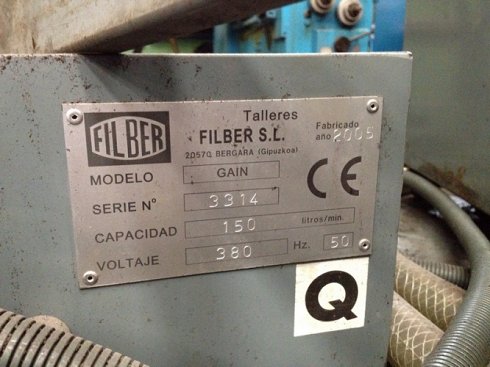 FILBER
Talleres
FILBER S.L.
20570 BERGARA (Gipuzkoa)
Fabricado
año 2005
MODELO GAIN
SERIE Nº 3314
CAPACIDAD 150 litros/min.
VOLTAJE 380 Hz. 50
CE
Q